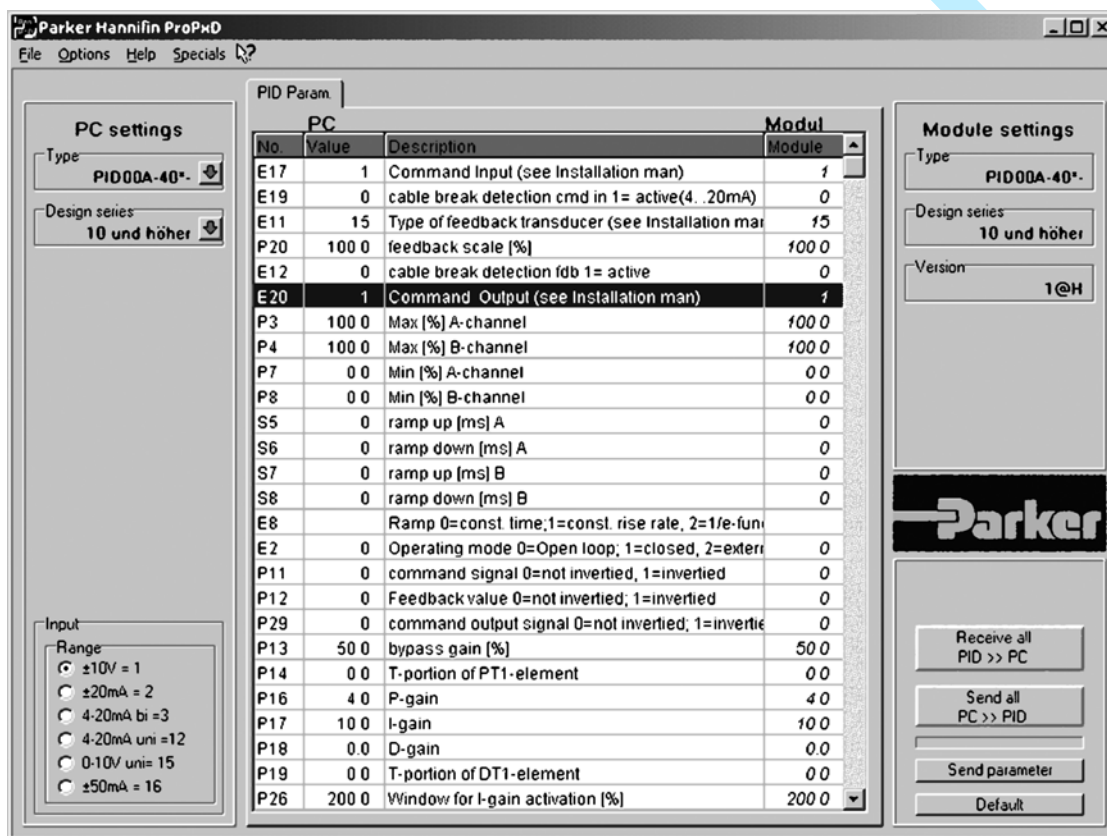 Parker Hannifin ProPxD
File Options Help Specials
PC settings
Type
PID00A-40*-
Design series
10 und höher
Input
Range
±10V = 1
±20mA = 2
4-20mA bi =3
4-20mA uni =12
0-10V uni= 15
±50mA = 16
PID Param.
PC Modul
No. Value Description Module
E17 1 Command Input (see Installation man) 1
E19 0 cable break detection cmd in 1= active(4. .20mA) 0
E11 15 Type of feedback transducer (see Installation mar 15
P20 100 0 feedback scale [%] 100 0
E12 0 cable break detection fdb 1= active 0
E20 1 Command Output (see Installation man) 1
P3 100 0 Max [%] A-channel 100 0
P4 100 0 Max [%] B-channel 100 0
P7 0 0 Min [%] A-channel 0 0
P8 0 0 Min [%] B-channel 0 0
S5 0 ramp up [ms] A 0
S6 0 ramp down [ms] A 0
S7 0 ramp up [ms] B 0
S8 0 ramp down [ms] B 0
E8 Ramp 0=const. time;1=const. rise rate, 2=1/e-fun
E2 0 Operating mode 0=Open loop; 1=closed, 2=extern 0
P11 0 command signal 0=not invertied, 1=invertied 0
P12 0 Feedback value 0=not invertied; 1=invertied 0
P29 0 command output signal 0=not invertied; 1=invertie 0
P13 50 0 bypass gain [%] 50 0
P14 0 0 T-portion of PT1-element 0 0
P16 4 0 P-gain 4 0
P17 10 0 I-gain 10 0
P18 0.0 D-gain 0.0
P19 0 0 T-portion of DT1-element 0 0
P26 200 0 Window for I-gain activation [%] 200 0
Module settings
Type
PID00A-40*-
Design series
10 und höher
Version
1@H
Parker
Receive all
PID >> PC
Send all
PC >> PID
Send parameter
Default